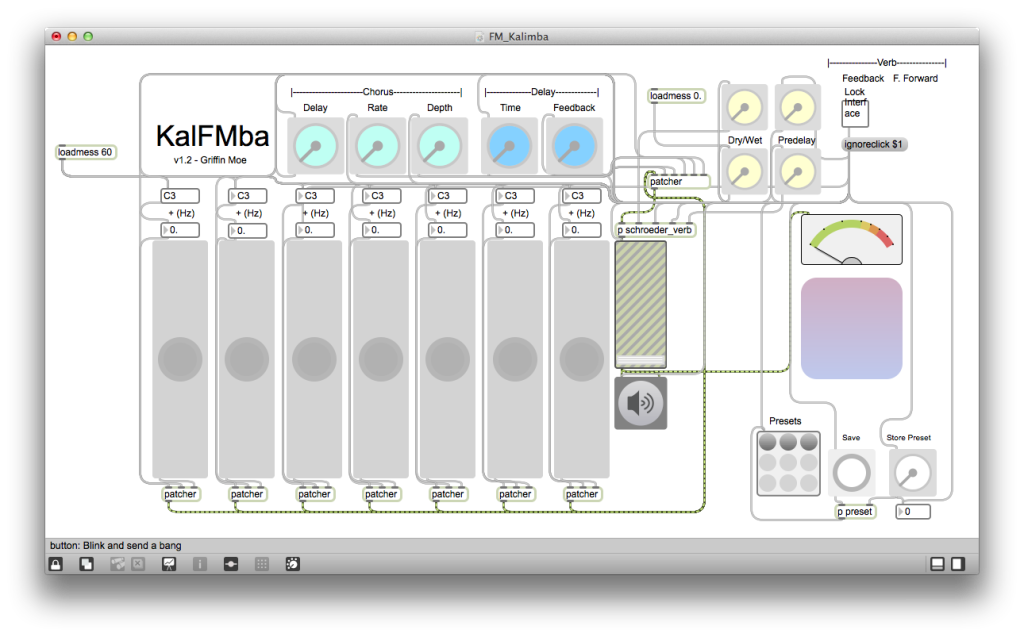 FM_Kalimba
|---------------Verb---------------|
Feedback F. Forward
Lock
Interf
ace
|----------------------Chorus---------------------|
|--------------Delay-------------|
Delay Rate Depth Time Feedback
loadmess 0.
KalFMba
v1.2 - Griffin Moe
loadmess 60
Dry/Wet Predelay
ignoreclick $1
patcher
C3 C3 C3 C3 C3 C3 C3
+ (Hz) + (Hz) + (Hz) + (Hz) + (Hz) + (Hz) + (Hz)
0. 0. 0. 0. 0. 0. 0.
p schroeder_verb
Presets
Save Store Preset
patcher patcher patcher patcher patcher patcher patcher
p preset 0
button: Blink and send a bang